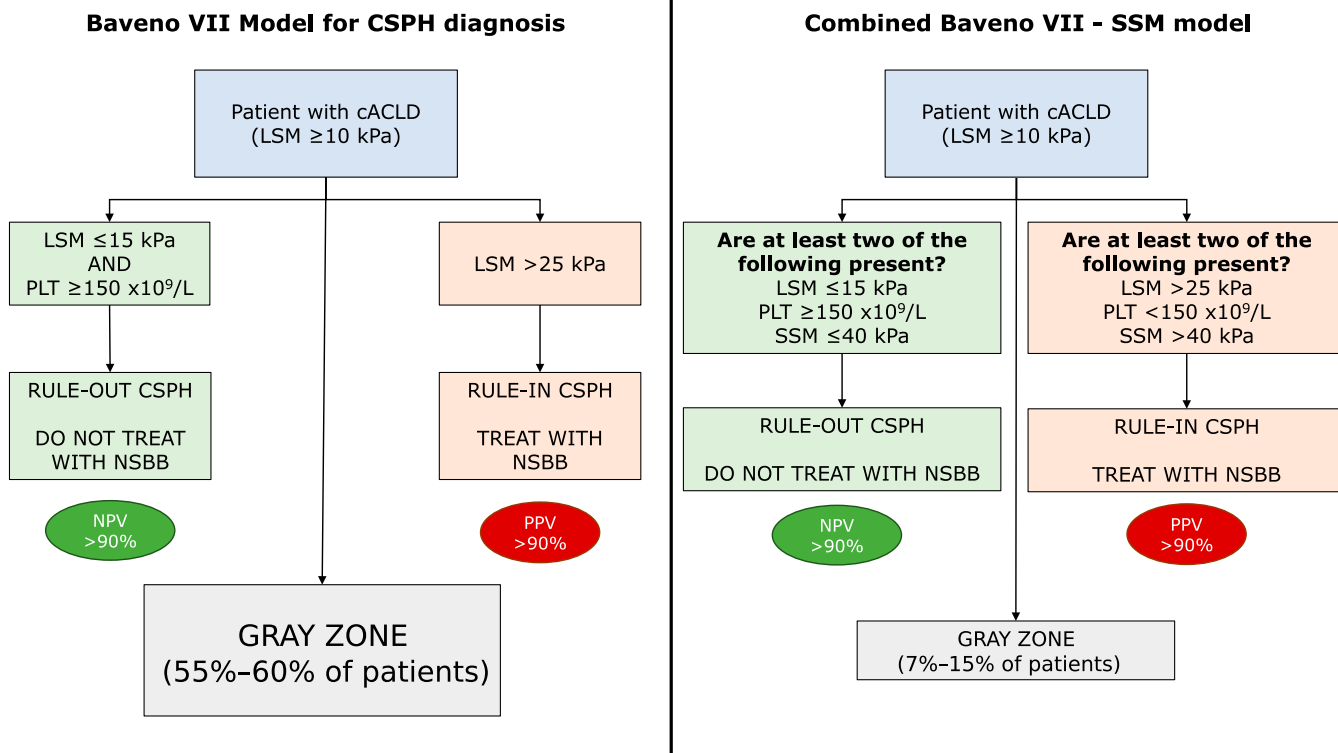 Baveno VII Model for CSPH diagnosis
Patient with cACLD
(LSM ≥10 kPa)
LSM ≤15 kPa
AND
PLT ≥150 x10⁹/L
LSM >25 kPa
RULE-OUT CSPH
DO NOT TREAT
WITH NSBB
RULE-IN CSPH
TREAT WITH
NSBB
NPV
>90%
PPV
>90%
GRAY ZONE
(55%–60% of patients)
Combined Baveno VII - SSM model
Patient with cACLD
(LSM ≥10 kPa)
Are at least two of the
following present?
LSM ≤15 kPa
PLT ≥150 x10⁹/L
SSM ≤40 kPa
Are at least two of the
following present?
LSM >25 kPa
PLT <150 x10⁹/L
SSM >40 kPa
RULE-OUT CSPH
DO NOT TREAT WITH NSBB
RULE-IN CSPH
TREAT WITH NSBB
NPV
>90%
PPV
>90%
GRAY ZONE
(7%–15% of patients)